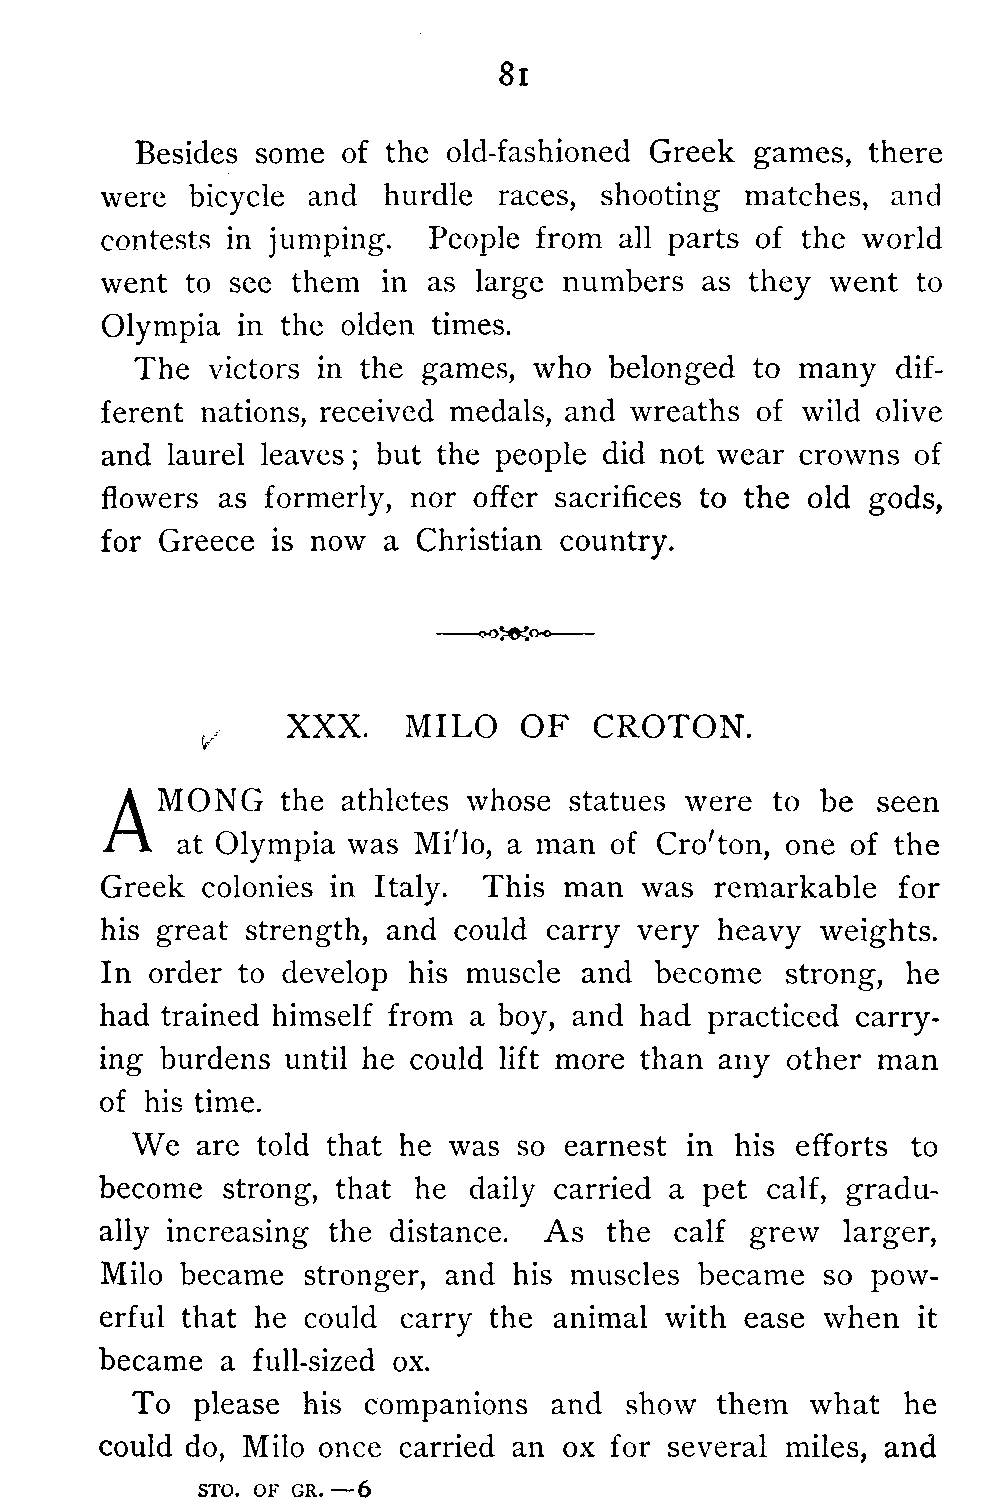 81
Besides some of the old-fashioned Greek games, there
were bicycle and hurdle races, shooting matches, and
contests in jumping. People from all parts of the world
went to see them in as large numbers as they went to
Olympia in the olden times.
The victors in the games, who belonged to many dif-
ferent nations, received medals, and wreaths of wild olive
and laurel leaves; but the people did not wear crowns of
flowers as formerly, nor offer sacrifices to the old gods,
for Greece is now a Christian country.
XXX. MILO OF CROTON.
AMONG the athletes whose statues were to be seen
at Olympia was Mi′lo, a man of Cro′ton, one of the
Greek colonies in Italy. This man was remarkable for
his great strength, and could carry very heavy weights.
In order to develop his muscle and become strong, he
had trained himself from a boy, and had practiced carry-
ing burdens until he could lift more than any other man
of his time.
We are told that he was so earnest in his efforts to
become strong, that he daily carried a pet calf, gradu-
ally increasing the distance. As the calf grew larger,
Milo became stronger, and his muscles became so pow-
erful that he could carry the animal with ease when it
became a full-sized ox.
To please his companions and show them what he
could do, Milo once carried an ox for several miles, and
STO. OF GR. — 6